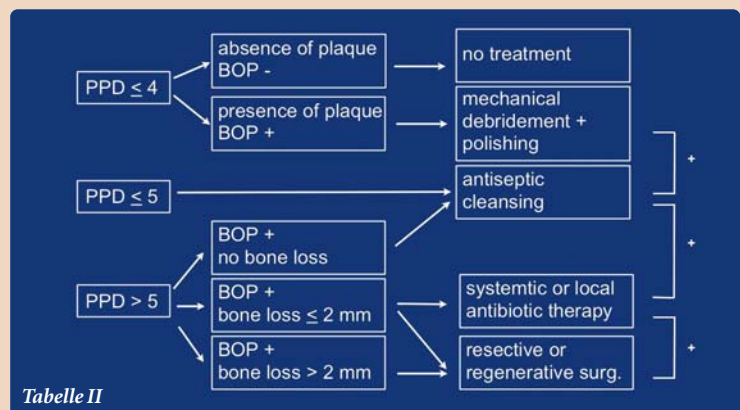 PPD ≤ 4
absence of plaque
BOP -
no treatment
presence of plaque
BOP +
mechanical
debridement +
polishing
+
PPD ≤ 5
antiseptic
cleansing
+
PPD > 5
BOP +
no bone loss
BOP +
bone loss ≤ 2 mm
systemtic or local
antibiotic therapy
BOP +
bone loss > 2 mm
resective or
regenerative surg.
+
Tabelle II